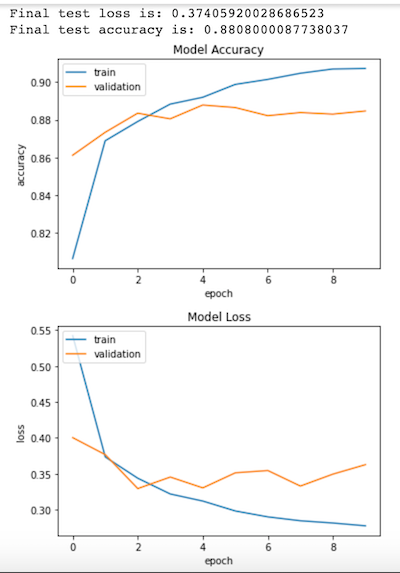 Final test loss is: 0.37405920028686523
Final test accuracy is: 0.8808000087738037
Model Accuracy
train
validation
0.90
0.88
0.86
0.84
0.82
accuracy
0 2 4 6 8
epoch
Model Loss
train
validation
0.55
0.50
0.45
0.40
0.35
0.30
loss
0 2 4 6 8
epoch